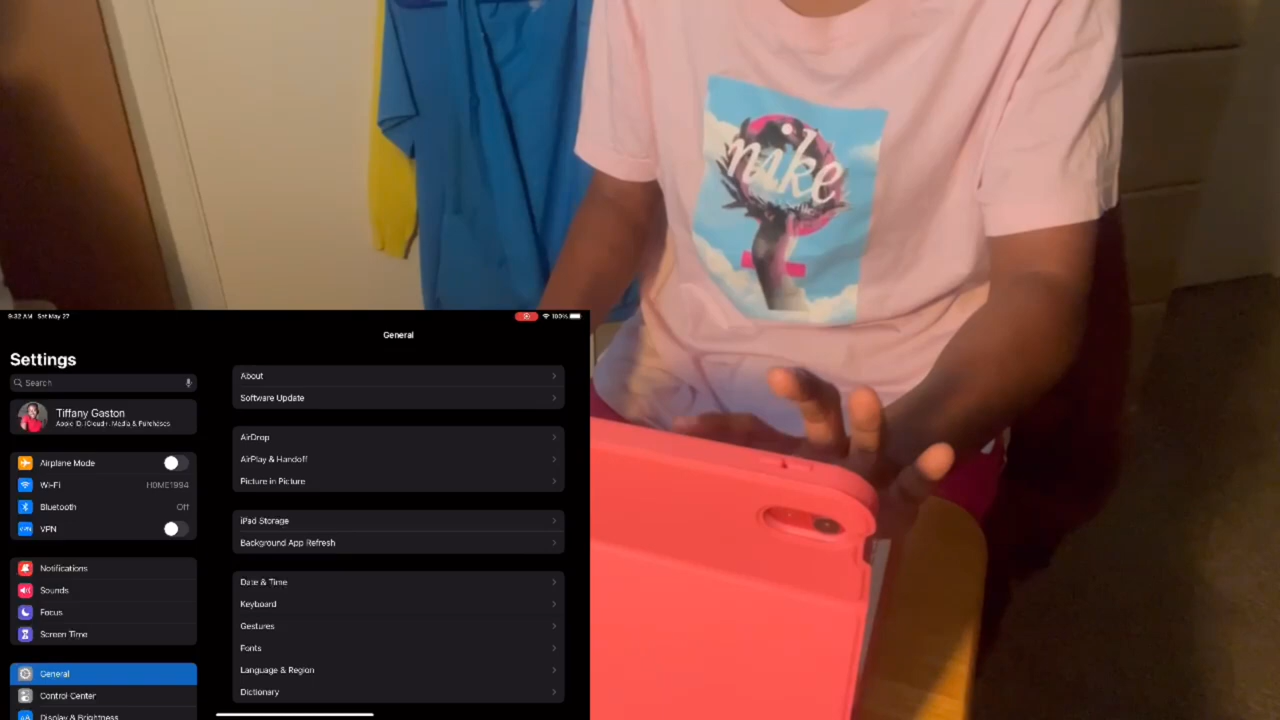 nike
9:32 AM Sat May 27
100%
General
Settings
Search
Tiffany Gaston
Apple ID, iCloud+, Media & Purchases
Airplane Mode
Wi-Fi HOME1994
Bluetooth Off
VPN
Notifications
Sounds
Focus
Screen Time
General
Control Center
Display & Brightness
About
Software Update
AirDrop
AirPlay & Handoff
Picture in Picture
iPad Storage
Background App Refresh
Date & Time
Keyboard
Gestures
Fonts
Language & Region
Dictionary